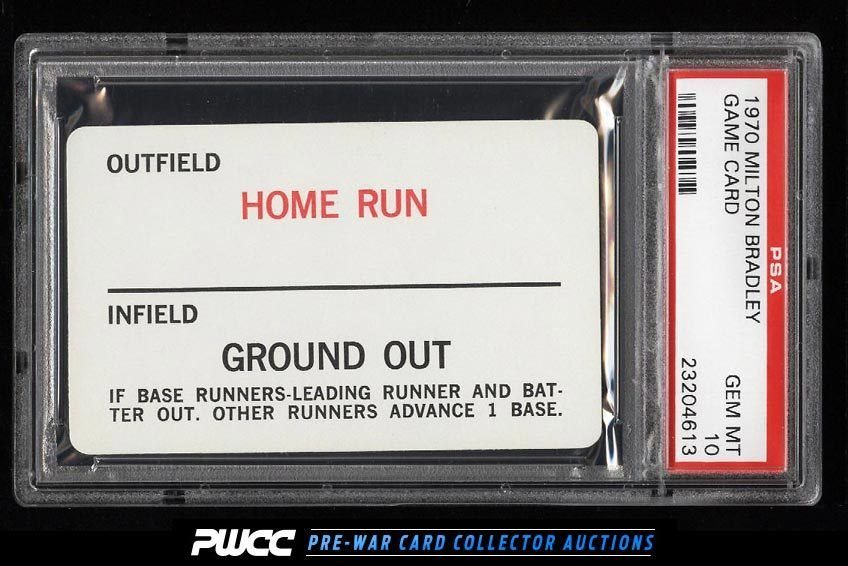 OUTFIELD
HOME RUN
INFIELD
GROUND OUT
IF BASE RUNNERS-LEADING RUNNER AND BAT-
TER OUT. OTHER RUNNERS ADVANCE 1 BASE.
1970 MILTON BRADLEY
GAME CARD
PSA
GEM MT
10
23204613
PWCC PRE-WAR CARD COLLECTOR AUCTIONS